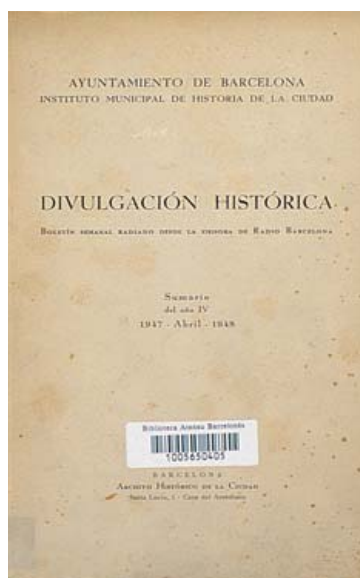 AYUNTAMIENTO DE BARCELONA
INSTITUTO MUNICIPAL DE HISTORIA DE LA CIUDAD
DIVULGACIÓN HISTÓRICA
Boletín semanal radiado desde la emisora de Radio Barcelona
Sumario
del año IV
1947 - Abril - 1948
Biblioteca Ateneu Barcelonès
1005650405
BARCELONA
Archivo Histórico de la Ciudad
Santa Lucía, 1 - Casa del Arcediano